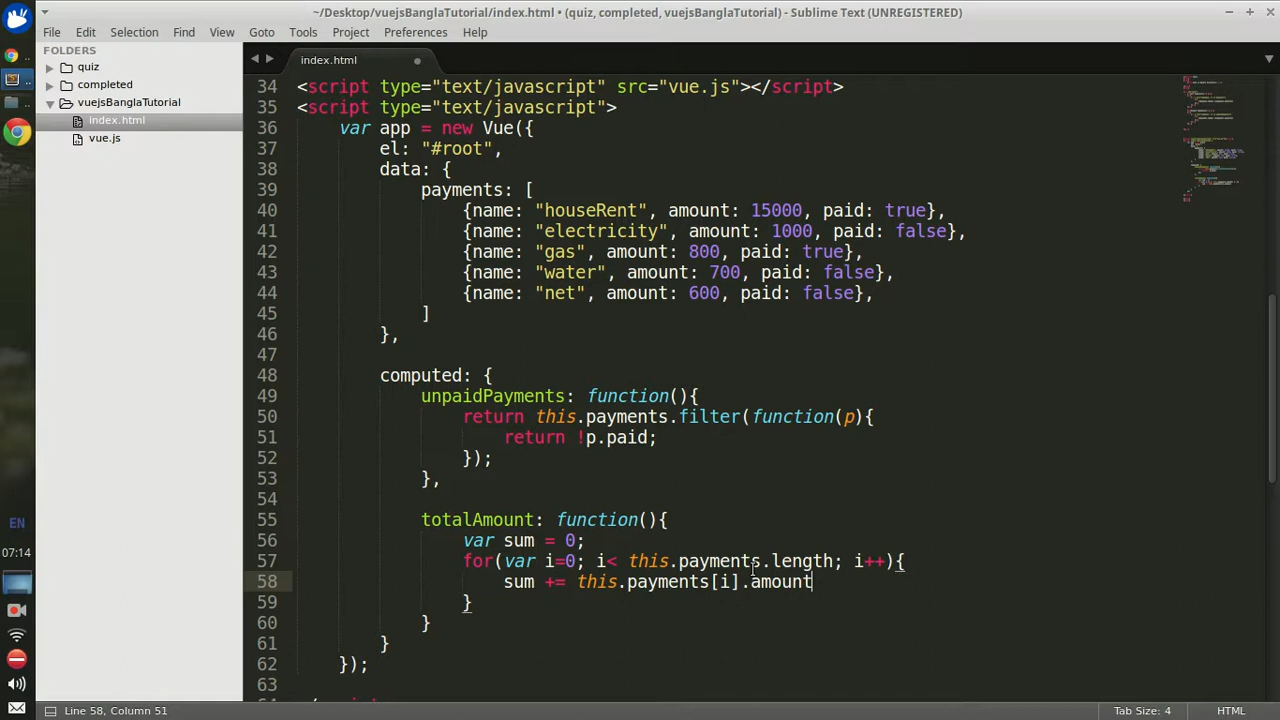 ~/Desktop/vuejsBanglaTutorial/index.html • (quiz, completed, vuejsBanglaTutorial) - Sublime Text (UNREGISTERED)
File Edit Selection Find View Goto Tools Project Preferences Help
FOLDERS
quiz
completed
vuejsBanglaTutorial
index.html
vue.js
index.html
34 <script type="text/javascript" src="vue.js"></script>
35 <script type="text/javascript">
36 var app = new Vue({
37 el: "#root",
38 data: {
39 payments: [
40 {name: "houseRent", amount: 15000, paid: true},
41 {name: "electricity", amount: 1000, paid: false},
42 {name: "gas", amount: 800, paid: true},
43 {name: "water", amount: 700, paid: false},
44 {name: "net", amount: 600, paid: false},
45 ]
46 },
47
48 computed: {
49 unpaidPayments: function(){
50 return this.payments.filter(function(p){
51 return !p.paid;
52 });
53 },
54
55 totalAmount: function(){
56 var sum = 0;
57 for(var i=0; i< this.payments.length; i++){
58 sum += this.payments[i].amount
59 }
60 }
61 }
62 });
63
EN
07:14
Line 58, Column 51
Tab Size: 4
HTML